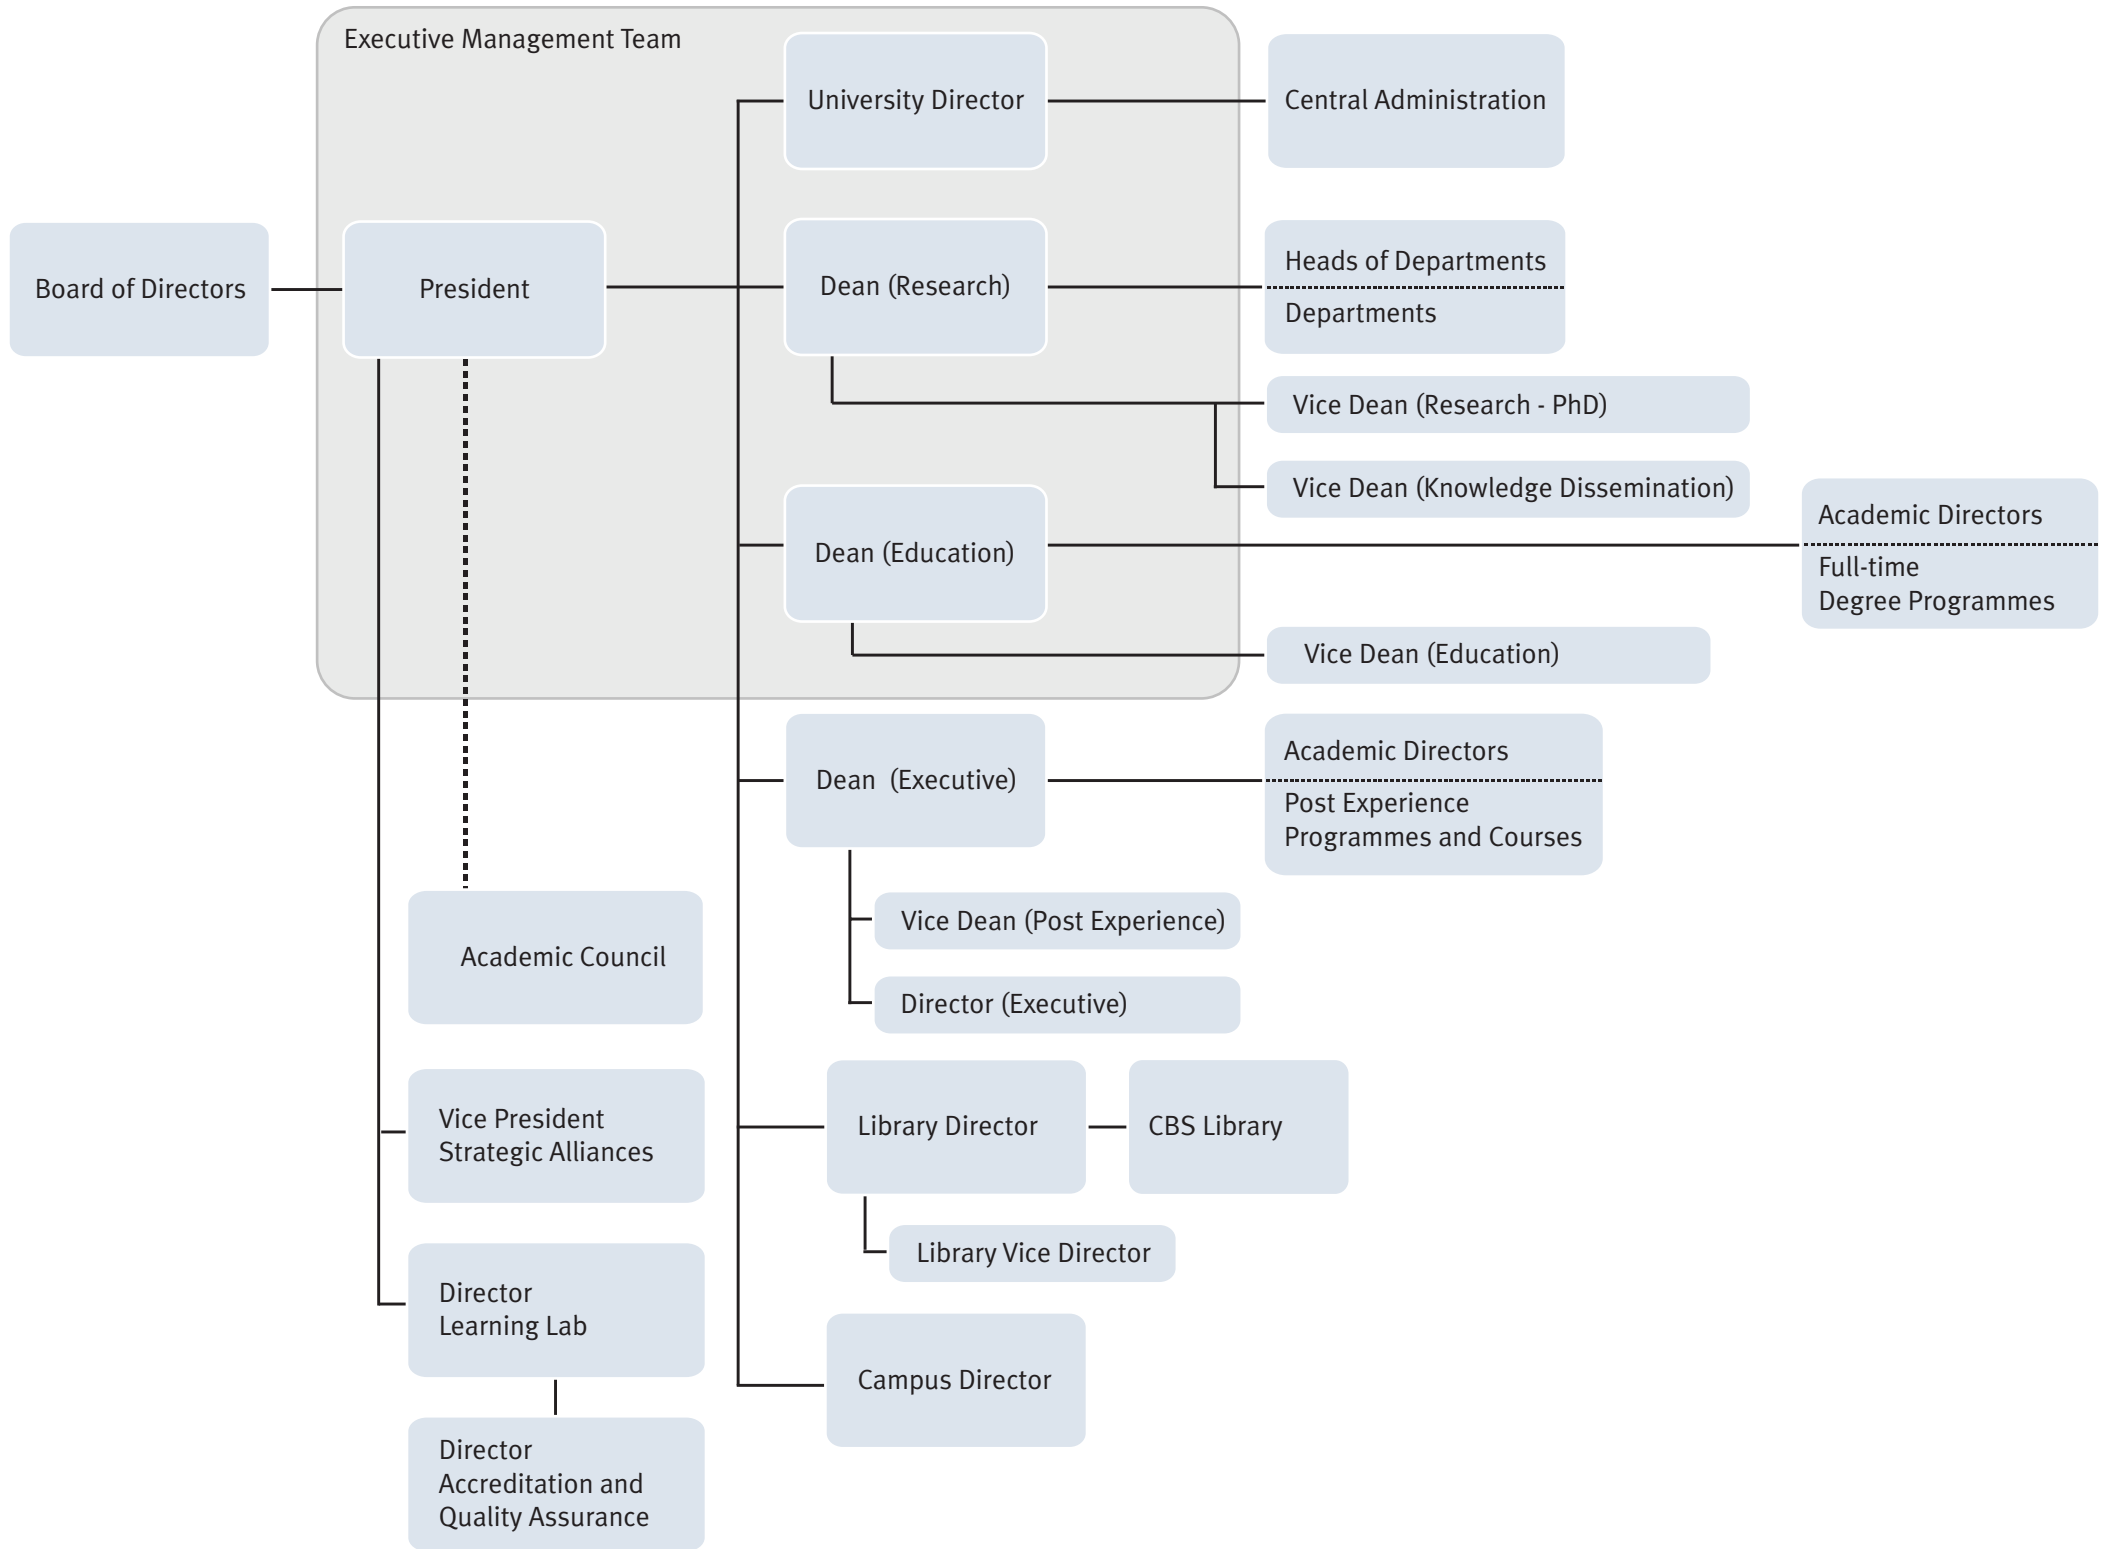 Executive Management Team
University Director
Central Administration
Board of Directors
President
Dean (Research)
Heads of Departments
Departments
Vice Dean (Research - PhD)
Vice Dean (Knowledge Dissemination)
Dean (Education)
Academic Directors
Full-time
Degree Programmes
Vice Dean (Education)
Dean (Executive)
Academic Directors
Post Experience
Programmes and Courses
Vice Dean (Post Experience)
Director (Executive)
Academic Council
Vice President
Strategic Alliances
Library Director
CBS Library
Library Vice Director
Director
Learning Lab
Campus Director
Director
Accreditation and
Quality Assurance